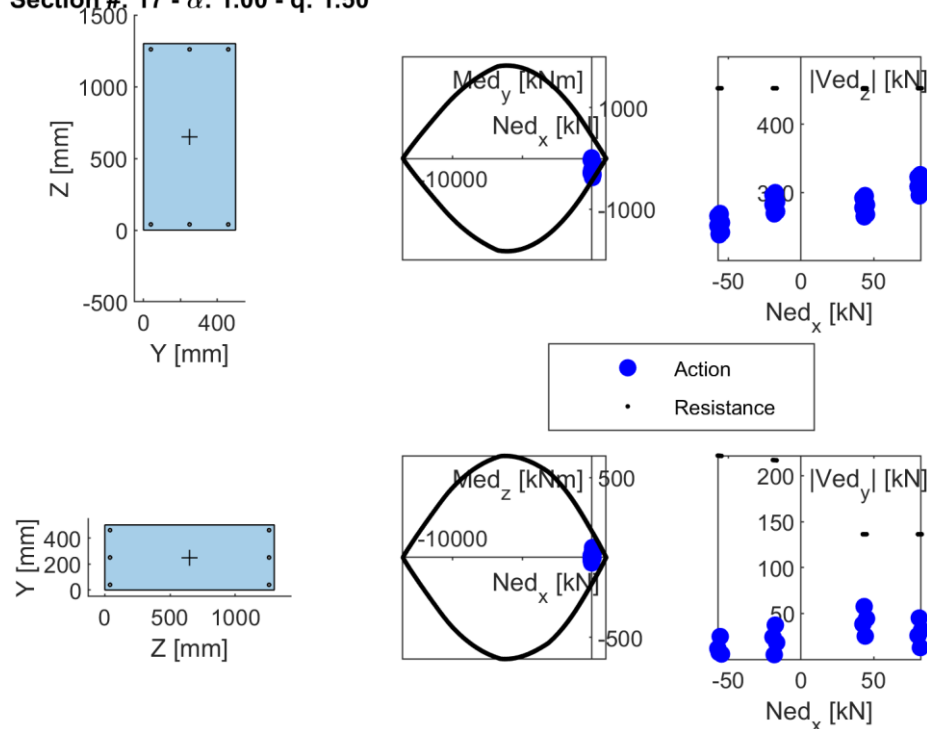 Section #: 17 - α: 1.00 - q: 1.50
1500
1000
500
0
-500
Z [mm]
0
400
Y [mm]
Med_y [kNm]
1000
Ned_x [kN]
-10000
-1000
|Ved_z| [kN]
400
-50
0
50
Ned_x [kN]
Action
Resistance
Y [mm]
400
200
0
0
500
1000
Z [mm]
Med_z [kNm]
500
-10000
Ned_x [kN]
-500
|Ved_y| [kN]
200
150
100
50
-50
0
50
Ned_x [kN]